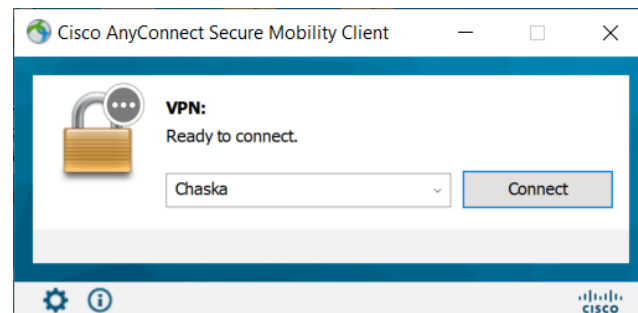 Cisco AnyConnect Secure Mobility Client
VPN:
Ready to connect.
Chaska
Connect
CISCO